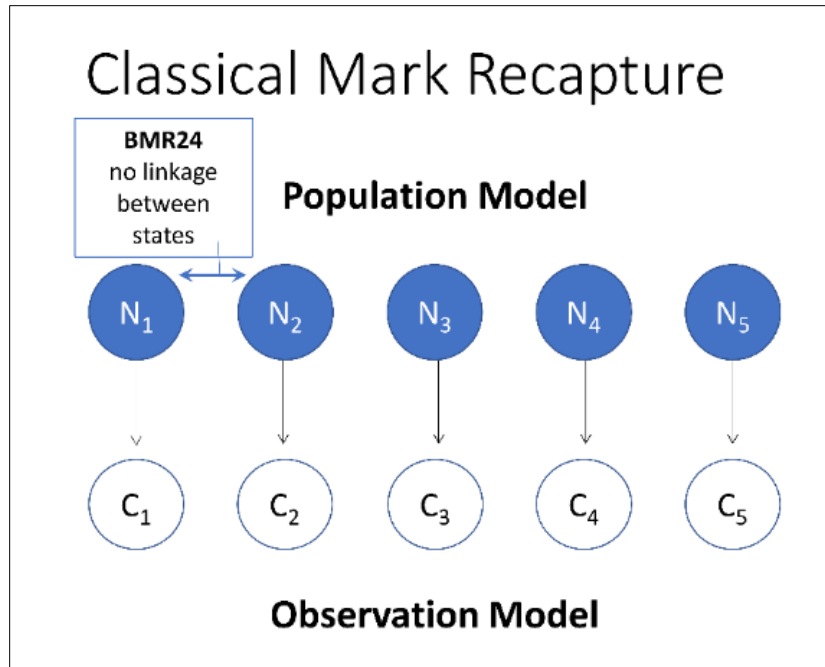 Classical Mark Recapture
BMR24
no linkage
between
states
Population Model
N₁ N₂ N₃ N₄ N₅
C₁ C₂ C₃ C₄ C₅
Observation Model